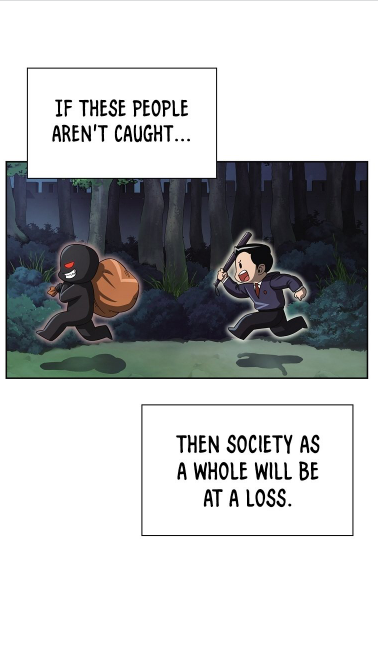 IF THESE PEOPLE
AREN'T CAUGHT...
THEN SOCIETY AS
A WHOLE WILL BE
AT A LOSS.